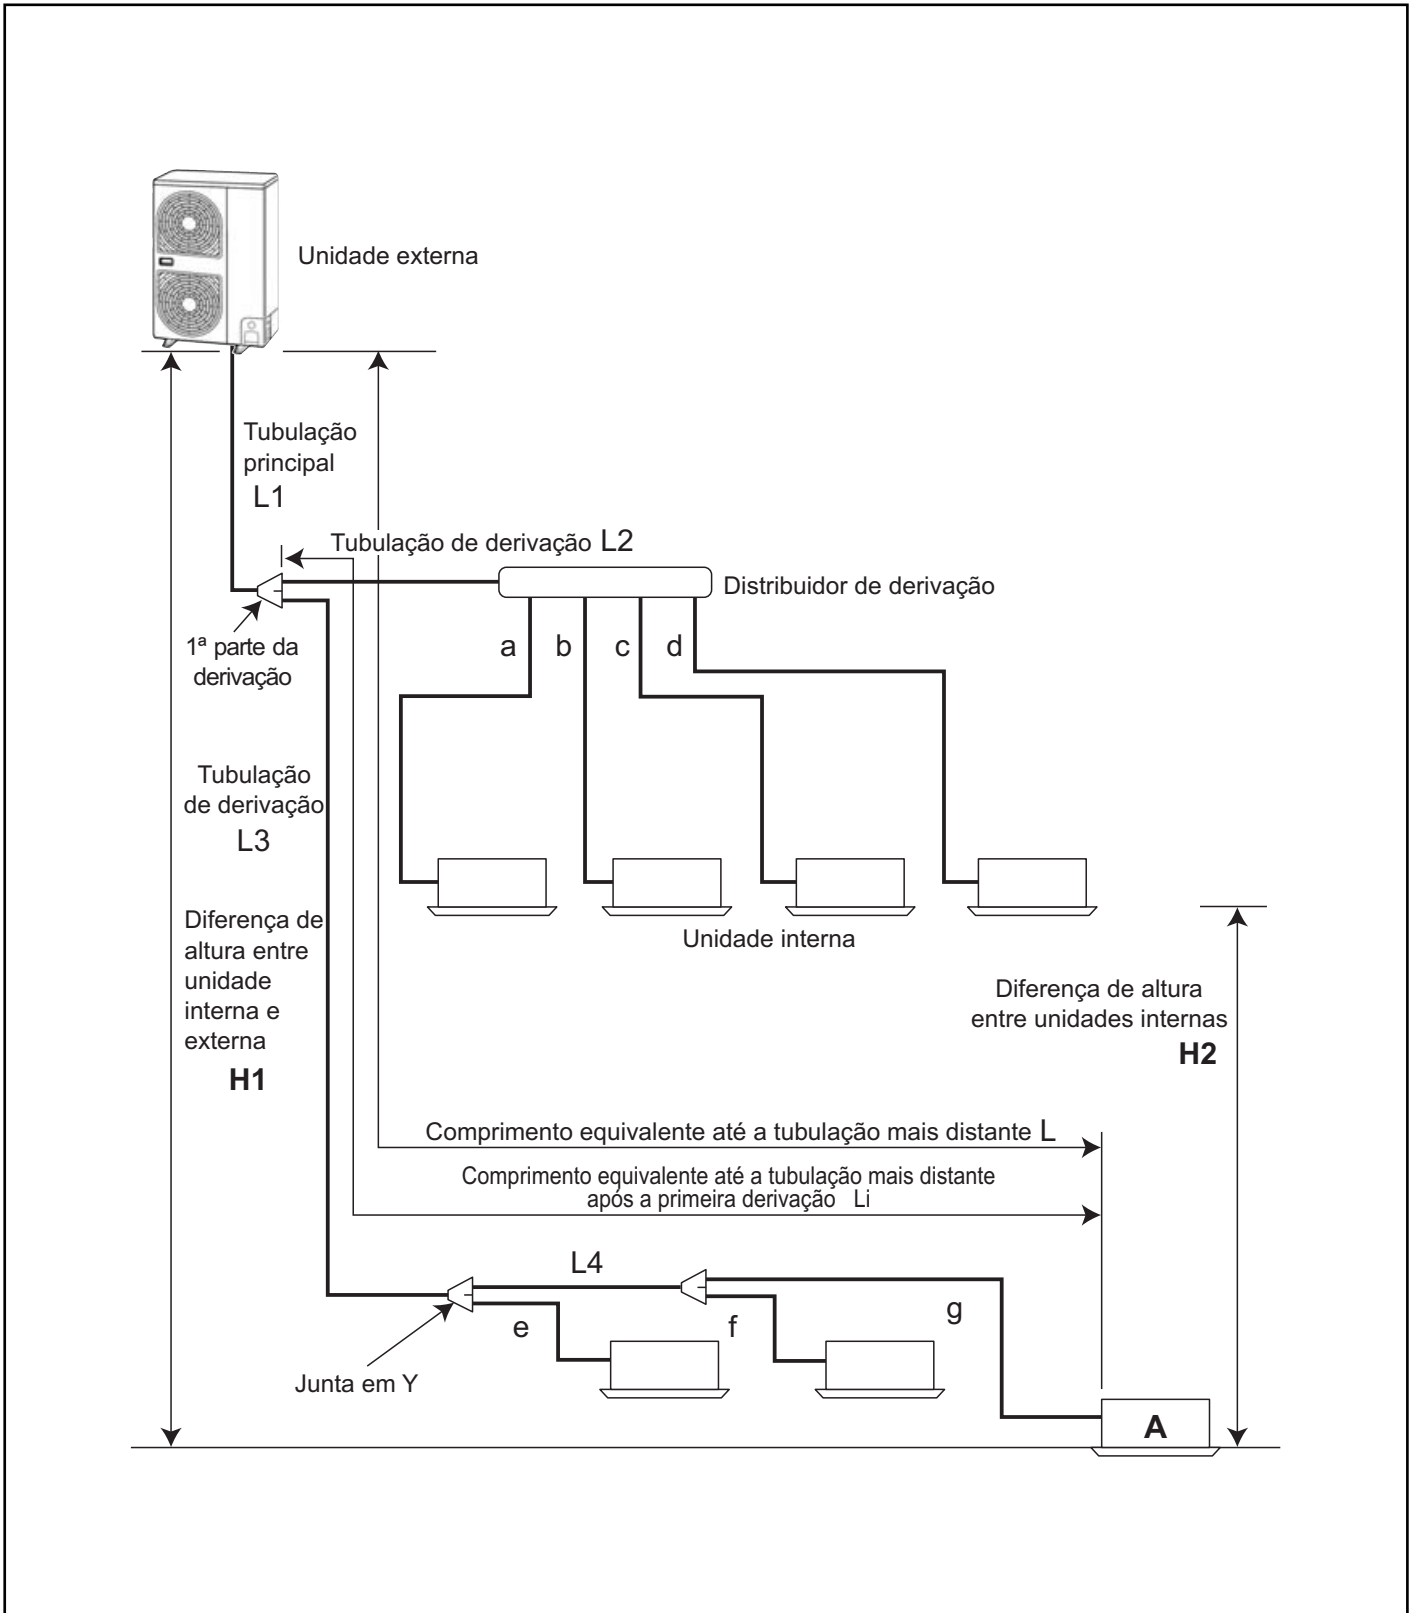 Unidade externa
Tubulação
principal
L1
Tubulação de derivação L2
Distribuidor de derivação
1ª parte da
derivação
a
b
c
d
Tubulação
de derivação
L3
Diferença de
altura entre
unidade
interna e
externa
H1
Unidade interna
Diferença de altura
entre unidades internas
H2
Comprimento equivalente até a tubulação mais distante L
Comprimento equivalente até a tubulação mais distante
após a primeira derivação Li
L4
e
f
g
Junta em Y
A